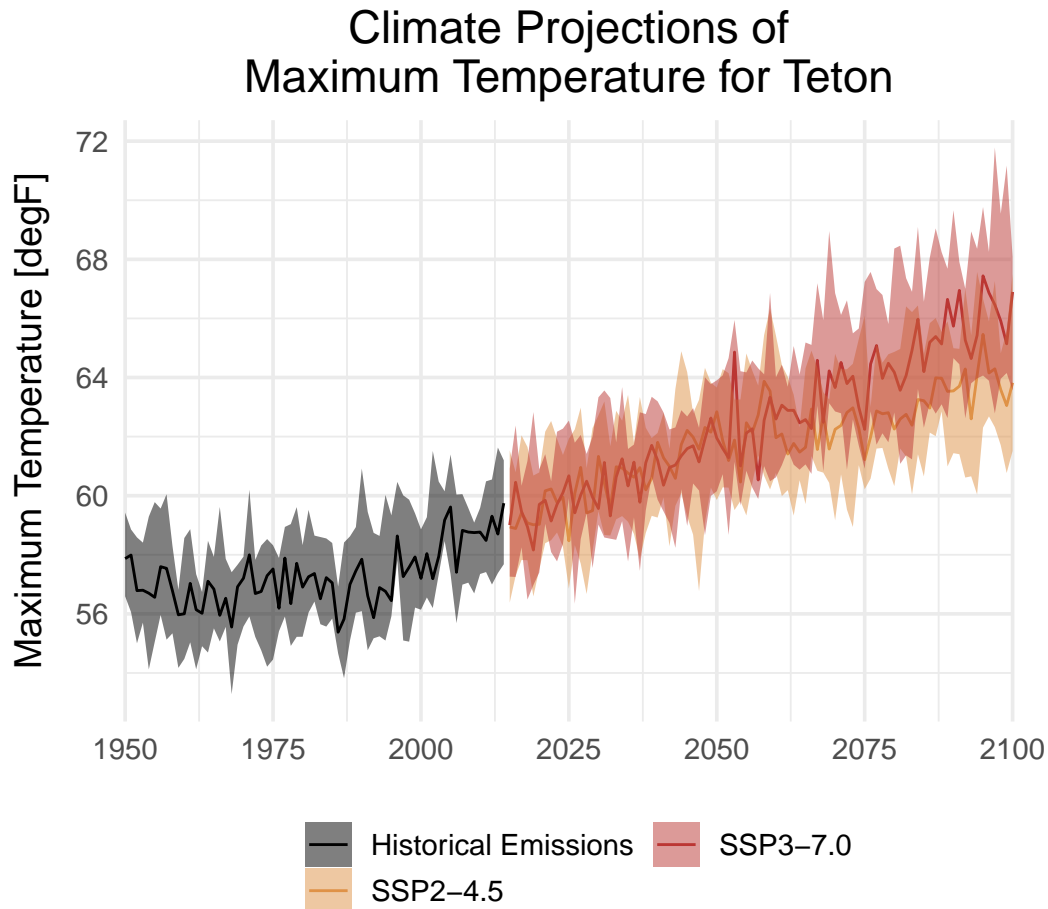 Climate Projections of
Maximum Temperature for Teton
Maximum Temperature [degF]
72
68
64
60
56
1950 1975 2000 2025 2050 2075 2100
Historical Emissions SSP3−7.0
SSP2−4.5